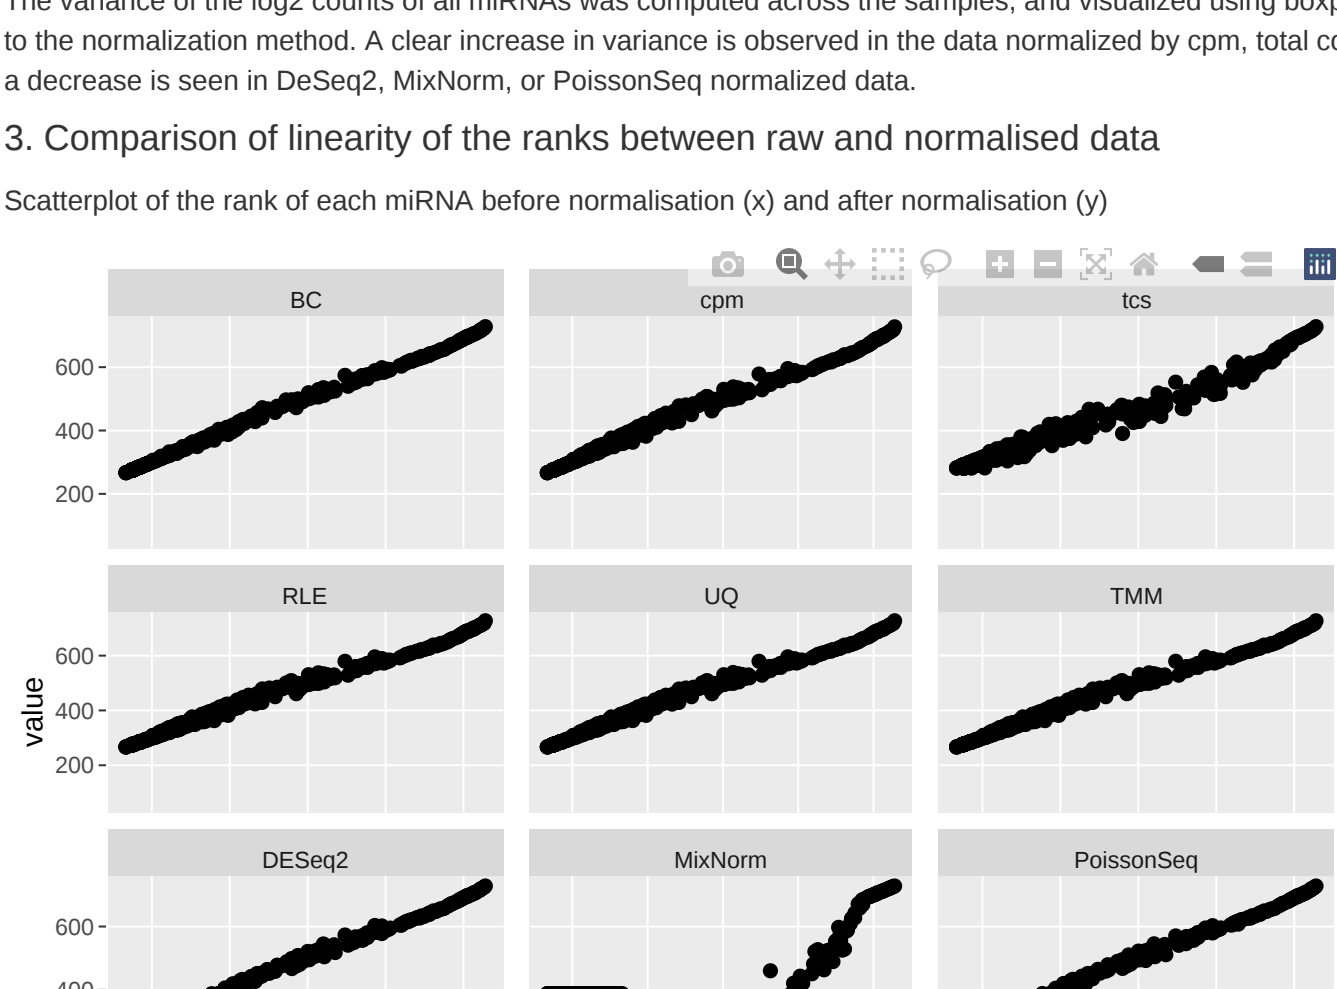 The variance of the log2 counts of all miRNAs was computed across the samples, and visualized using boxp
to the normalization method. A clear increase in variance is observed in the data normalized by cpm, total co
a decrease is seen in DeSeq2, MixNorm, or PoissonSeq normalized data.
3. Comparison of linearity of the ranks between raw and normalised data
Scatterplot of the rank of each miRNA before normalisation (x) and after normalisation (y)
BC
cpm
tcs
600
400
200
RLE
UQ
TMM
600
400
200
value
DESeq2
MixNorm
PoissonSeq
600
400